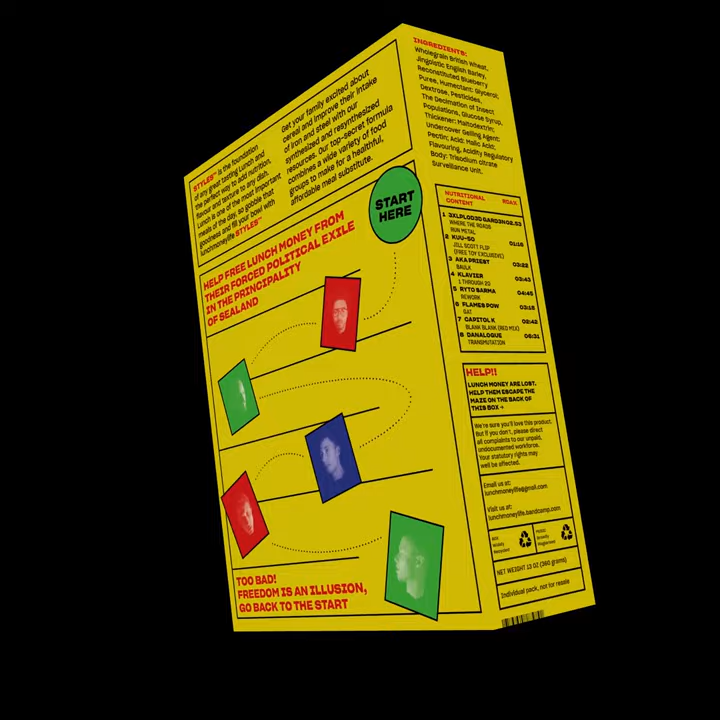 STYLES™ is the foundation
of any great tasting Lunch and
the perfect way to add nutrition,
flavour and texture to any dish.
Lunch is one of the most important
meals of the day, so gobble that
goodness and fill your bowl with
lunchmoneylife STYLES™
Get your family excited about
cereal and improve their intake
of iron and steel with our
synthesized and resynthesized
resources. Our top-secret formula
combines a wide variety of food
groups to make for a healthful,
affordable meal substitute.
START
HERE
HELP FREE LUNCH MONEY FROM
THEIR FORCED POLITICAL EXILE
IN THE PRINCIPALITY
OF SEALAND
TOO BAD!
FREEDOM IS AN ILLUSION,
GO BACK TO THE START
INGREDIENTS:
Wholegrain British Wheat,
Jingoistic English Barley,
Reconstituted Blueberry
Puree, Humectant: Glycerol;
Dextrose, Pesticides,
The Decimation of Insect
Populations, Glucose Syrup,
Thickener: Maltodextrin;
Undercover Gelling Agent:
Pectin; Acid: Malic Acid;
Flavouring, Acidity Regulatory
Body: Trisodium citrate
Surveillance Unit.
NUTRITIONAL
CONTENT
%DAX
WHERE THE ROADS
RUN METAL
2 KUU-SO 01:16
JILL SCOTT FLIP
(FREE TOY EXCLUSIVE)
3 AKA PRIEST 03:22
BAULK
4 KLAVIER 03:43
1 THROUGH 20
5 RYTO BARMA 04:45
REWORK
6 FLAMES POW 03:15
GAT
7 CAPITOL K 02:42
BLANK BLANK (RED MIX)
8 DANALOGUE 06:31
TRANSMUTATION
HELP!!
LUNCH MONEY ARE LOST.
HELP THEM ESCAPE THE
MAZE ON THE BACK OF
THIS BOX →
We're sure you'll love this product.
But if you don't, please direct
all complaints to our unpaid,
undocumented workforce.
Your statutory rights may
well be affected.
Email us at:
lunchmoneylife@gmail.com
Visit us at:
lunchmoneylife.bandcamp.com
NET WEIGHT 13 OZ (360 grams)
Individual pack, not for resale